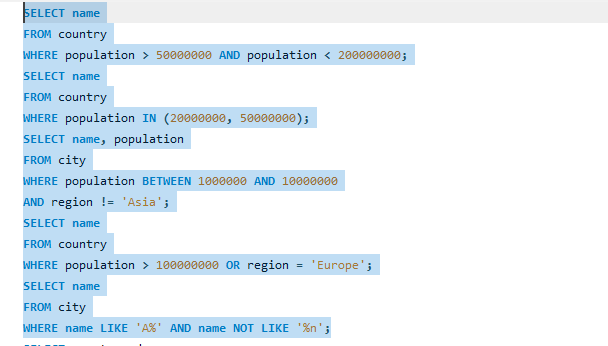 SELECT name
FROM country
WHERE population > 50000000 AND population < 200000000;
SELECT name
FROM country
WHERE population IN (20000000, 50000000);
SELECT name, population
FROM city
WHERE population BETWEEN 1000000 AND 10000000
AND region != 'Asia';
SELECT name
FROM country
WHERE population > 100000000 OR region = 'Europe';
SELECT name
FROM city
WHERE name LIKE 'A%' AND name NOT LIKE '%n';